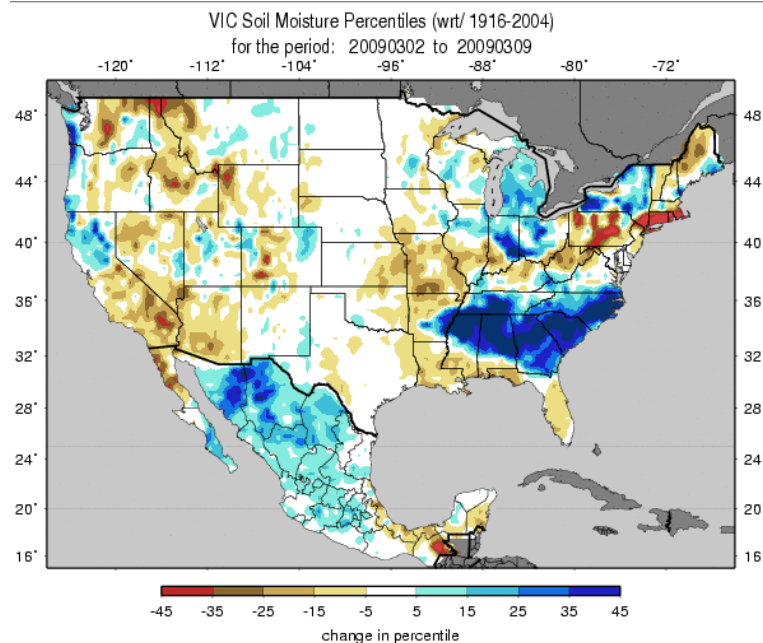 VIC Soil Moisture Percentiles (wrt/ 1916-2004)
for the period: 20090302 to 20090309
-120˚ -112˚ -104˚ -96˚ -88˚ -80˚ -72˚
48˚ 48˚
44˚ 44˚
40˚ 40˚
36˚ 36˚
32˚ 32˚
28˚ 28˚
24˚ 24˚
20˚ 20
16˚ 16˚
-45 -35 -25 -15 -5 5 15 25 35 45
change in percentile